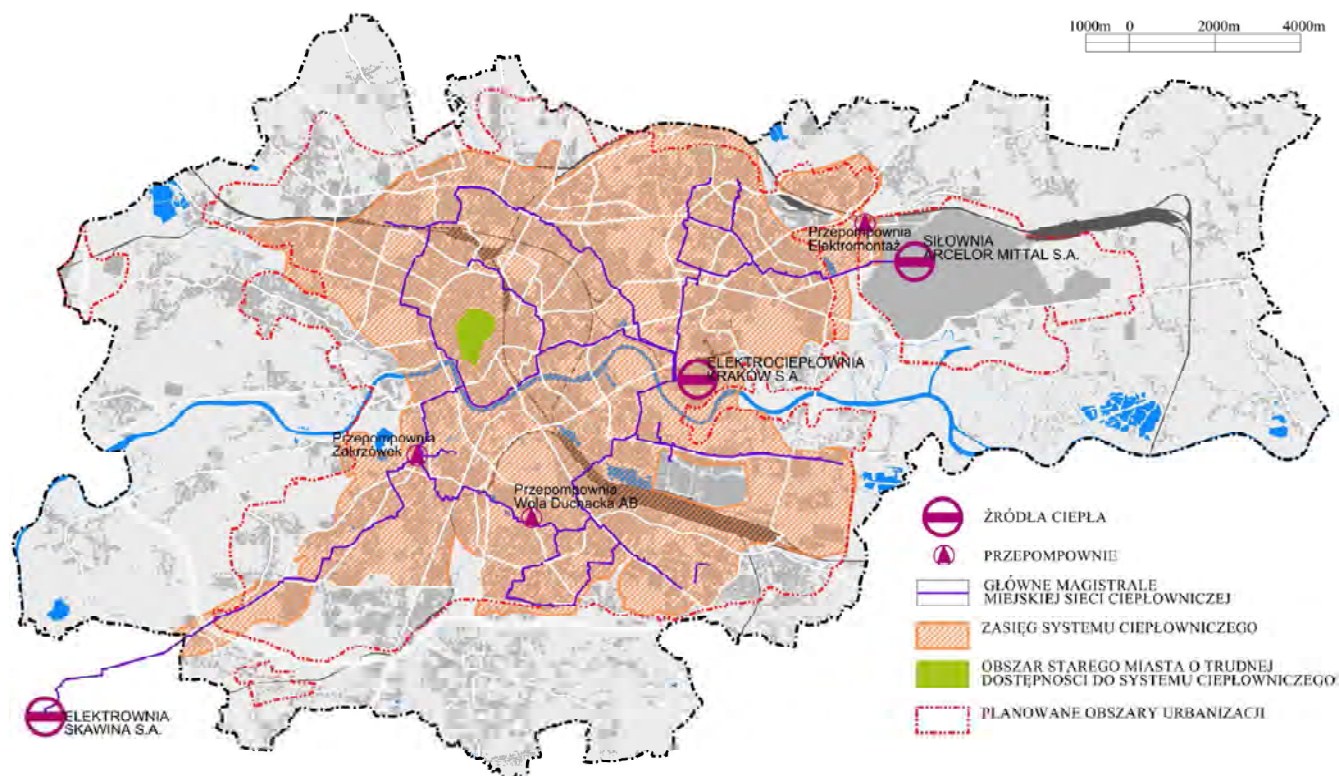 1000m 0 2000m 4000m
Przepompownia
Elektromontaż
SIŁOWNIA
ARCELOR MITTAL S.A.
ELEKTROCIEPŁOWNIA
KRAKÓW S.A.
Przepompownia
Zakrzówek
Przepompownia
Wola Duchacka AB
ELEKTROWNIA
SKAWINA S.A.
ŹRÓDŁA CIEPŁA
PRZEPOMPOWNIE
GŁÓWNE MAGISTRALE
MIEJSKIEJ SIECI CIEPŁOWNICZEJ
ZASIĘG SYSTEMU CIEPŁOWNICZEGO
OBSZAR STAREGO MIASTA O TRUDNEJ
DOSTĘPNOŚCI DO SYSTEMU CIEPŁOWNICZEGO
PLANOWANE OBSZARY URBANIZACJI